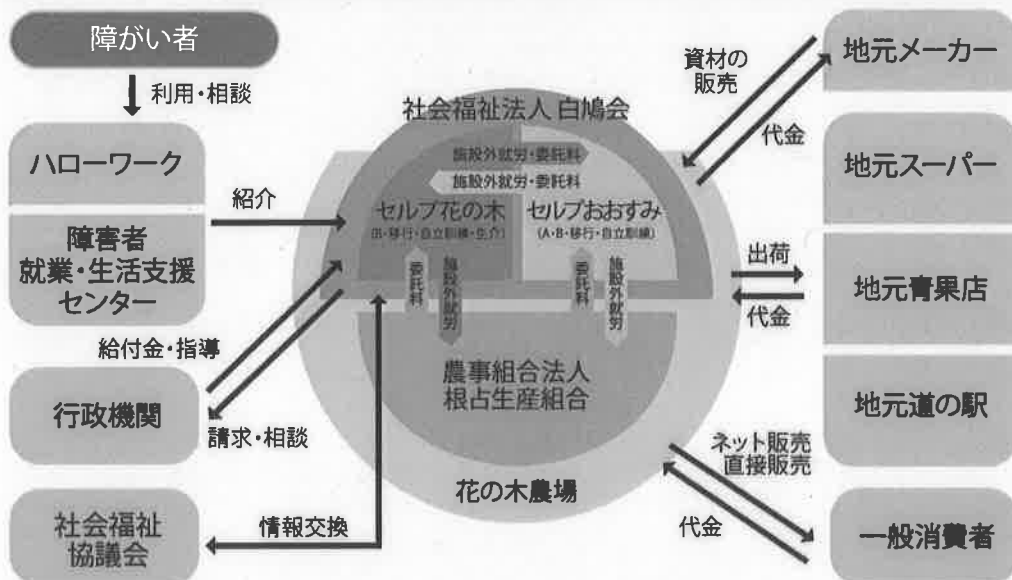 障がい者
利用・相談
ハローワーク
障害者
就業・生活支援
センター
紹介
給付金・指導
行政機関
請求・相談
社会福祉
協議会
情報交換
社会福祉法人 白鳩会
施設外就労・委託料
施設外就労・委託料
セルプ花の木
(B・移行・自立訓練・生介)
セルプおおすみ
(A・B・移行・自立訓練)
委託料
施設外就労
委託料
施設外就労
農事組合法人
根占生産組合
花の木農場
資材の
販売
代金
地元メーカー
地元スーパー
出荷
代金
地元青果店
地元道の駅
ネット販売
直接販売
代金
一般消費者